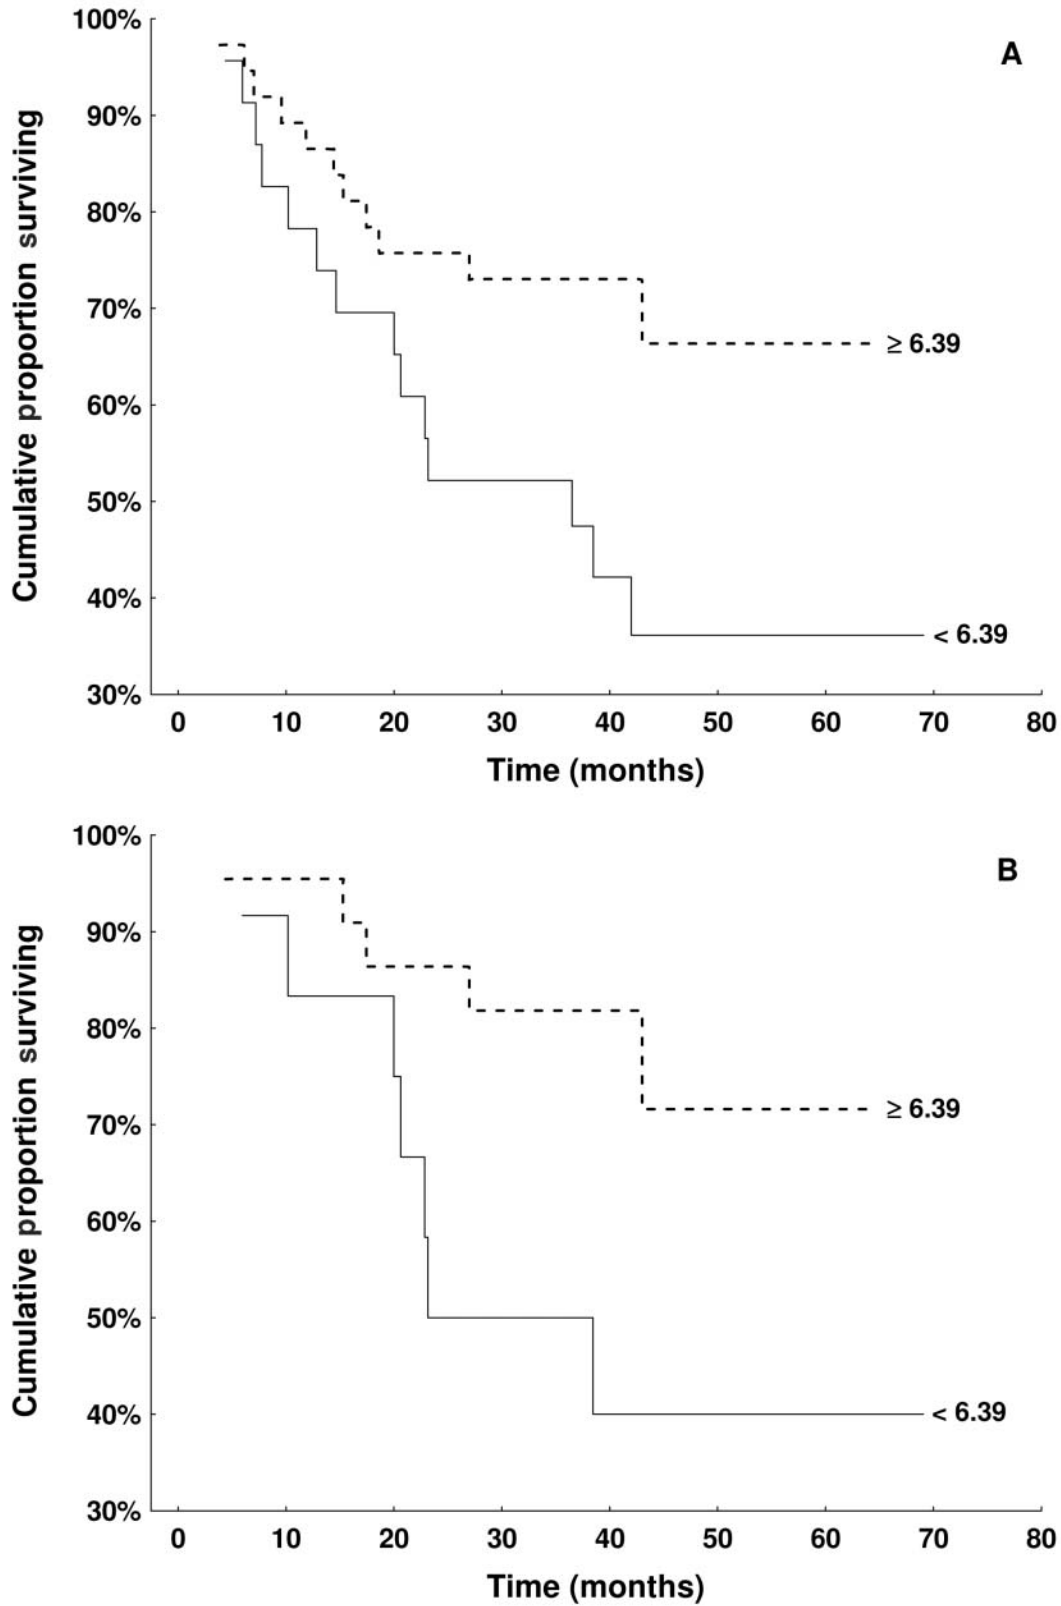 100%
A
90%
80%
70%
≥ 6.39
60%
50%
40%
< 6.39
30%
Cumulative proportion surviving
0 10 20 30 40 50 60 70 80
Time (months)
100%
B
90%
80%
70%
≥ 6.39
60%
50%
40%
< 6.39
30%
Cumulative proportion surviving
0 10 20 30 40 50 60 70 80
Time (months)